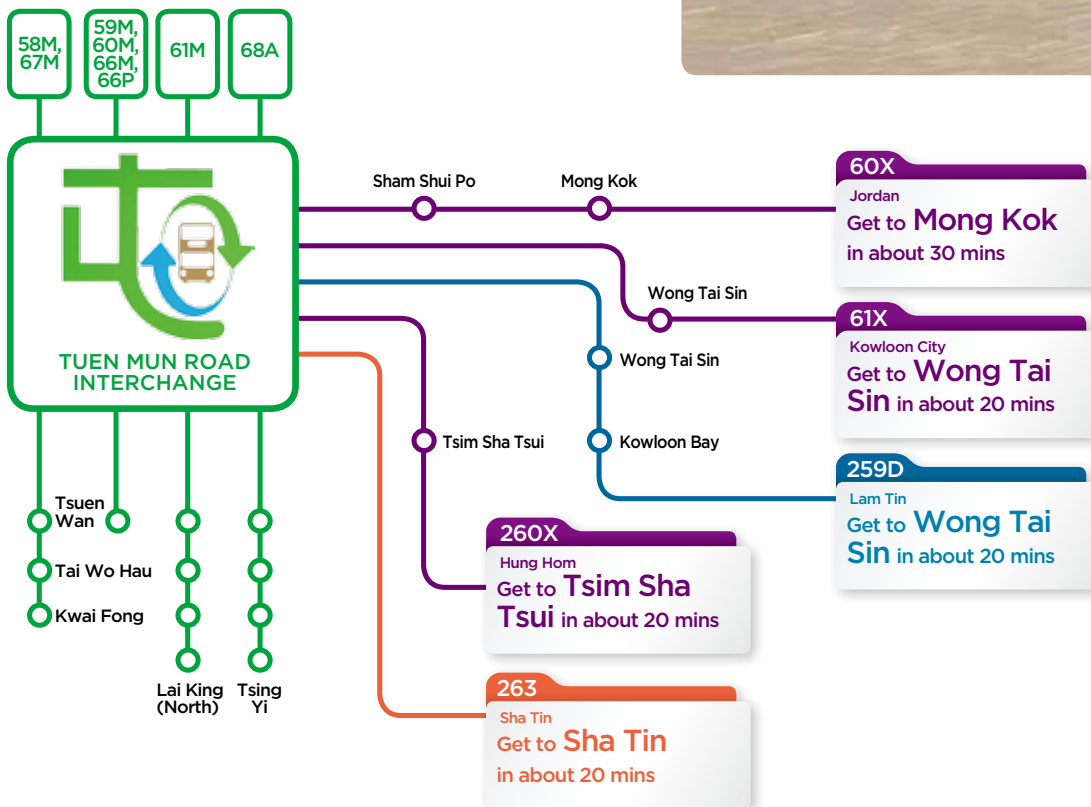 58M,
67M
59M,
60M,
66M,
66P
61M
68A
TUEN MUN ROAD
INTERCHANGE
Sham Shui Po
Mong Kok
60X
Jordan
Get to Mong Kok
in about 30 mins
Wong Tai Sin
61X
Kowloon City
Get to Wong Tai
Sin in about 20 mins
Wong Tai Sin
Kowloon Bay
259D
Lam Tin
Get to Wong Tai
Sin in about 20 mins
Tsim Sha Tsui
260X
Hung Hom
Get to Tsim Sha
Tsui in about 20 mins
263
Sha Tin
Get to Sha Tin
in about 20 mins
Tsuen
Wan
Tai Wo Hau
Kwai Fong
Lai King
(North)
Tsing
Yi